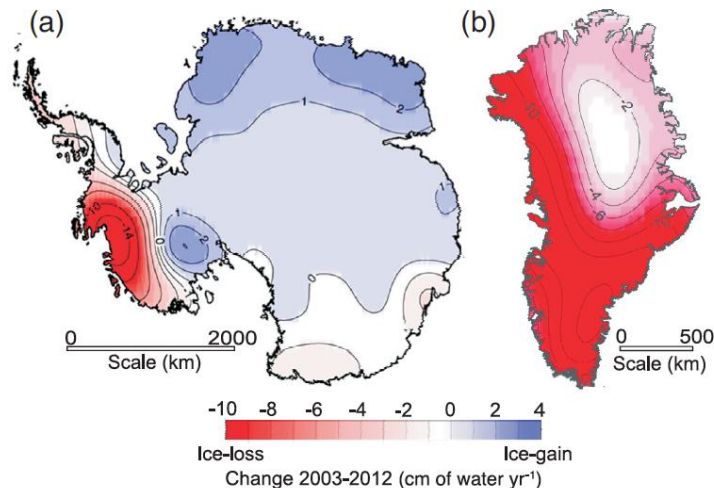 (a)
(b)
2
1
2
1
1
2
0
0
-10
-14
-10
-2
-4
-6
0 2000
Scale (km)
0 500
Scale (km)
-10 -8 -6 -4 -2 0 2 4
Ice-loss Ice-gain
Change 2003-2012 (cm of water yr⁻¹)